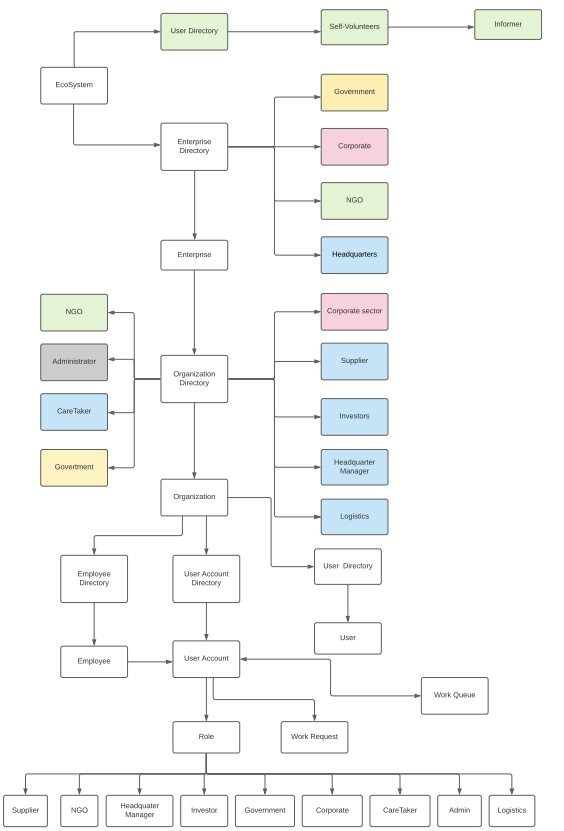 User Directory
Self-Volunteers
Informer
EcoSystem
Government
Enterprise
Directory
Corporate
NGO
Enterprise
Headquarters
NGO
Corporate sector
Administrator
Organization
Directory
Supplier
CareTaker
Investors
Govertment
Headquarter
Manager
Organization
Logistics
Employee
Directory
User Account
Directory
User  Directory
User
Employee
User Account
Work Queue
Role
Work Request
Supplier
NGO
Headquater
Manager
Investor
Government
Corporate
CareTaker
Admin
Logistics